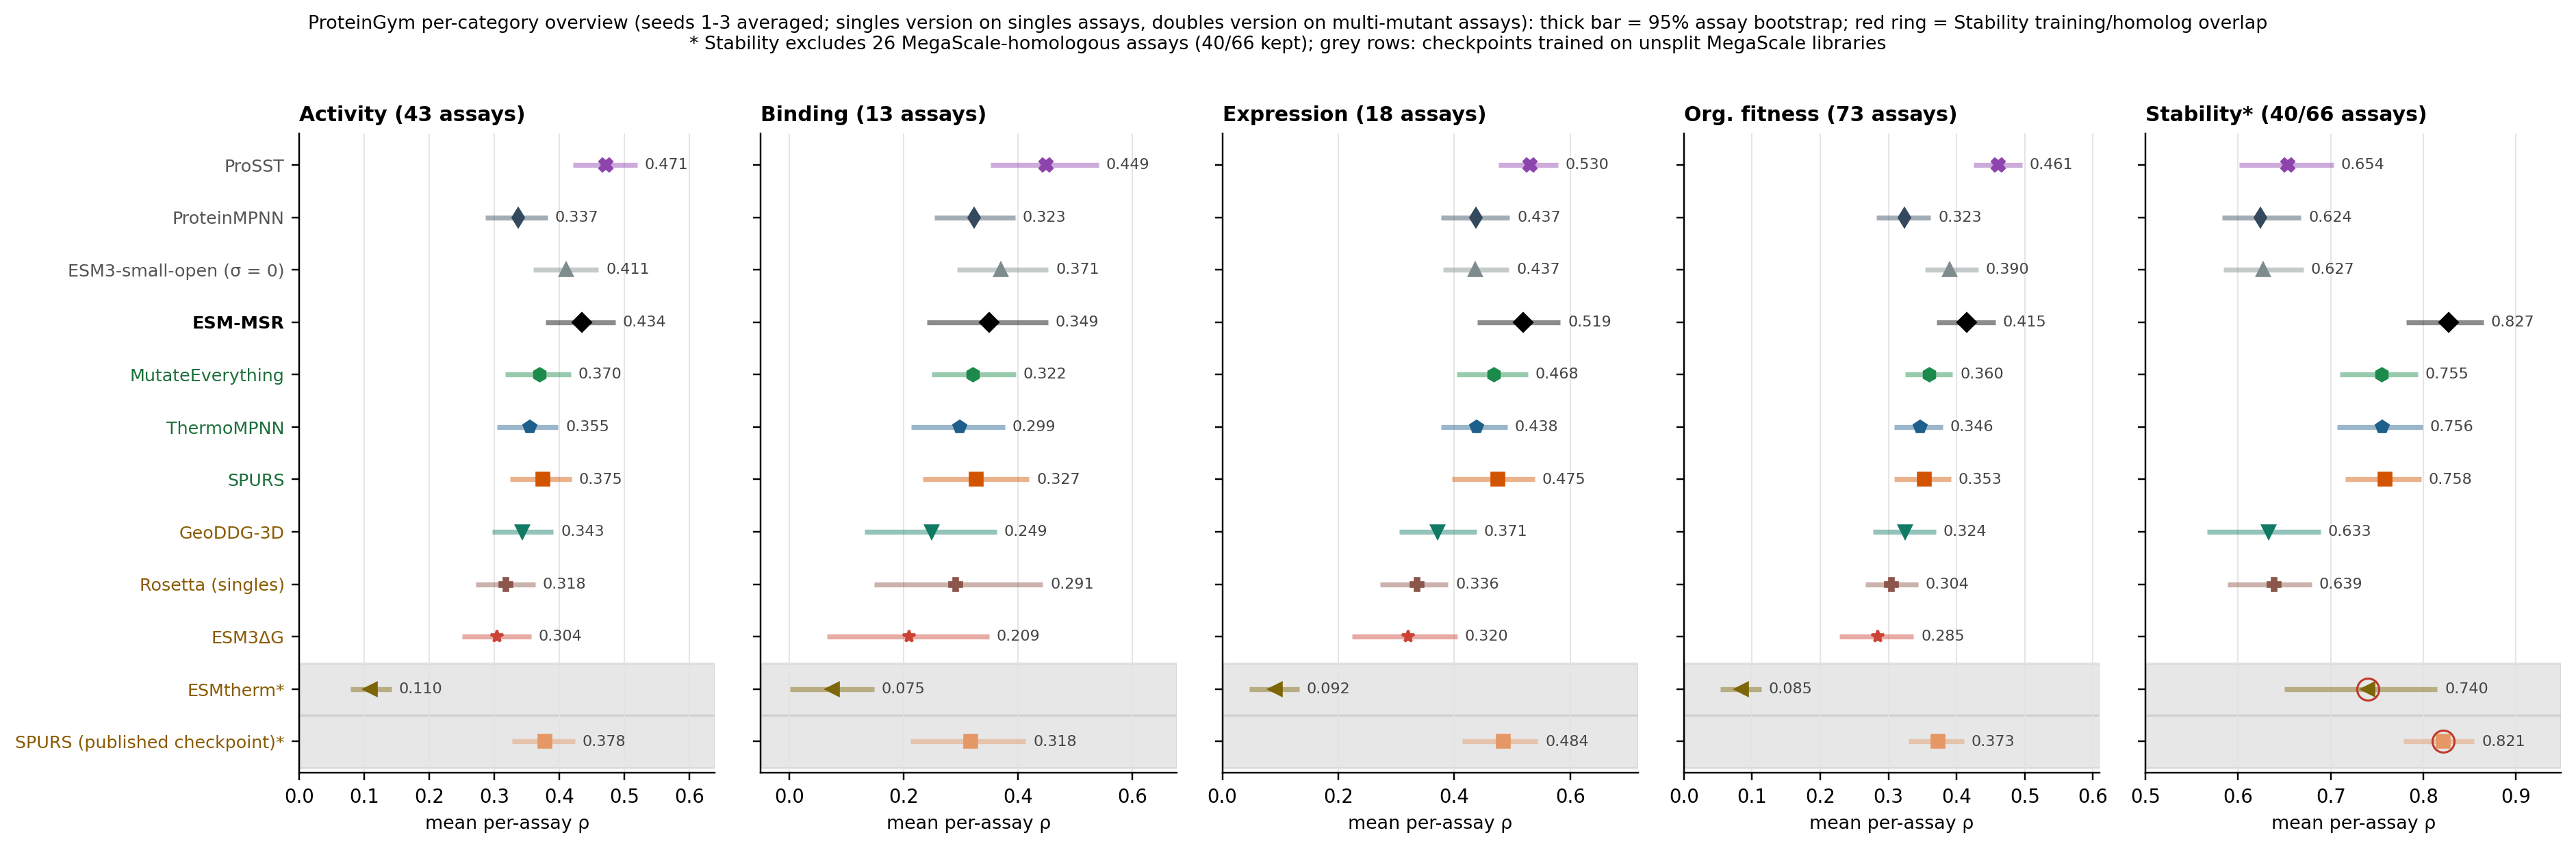 ProteinGym per-category overview (seeds 1-3 averaged; singles version on singles assays, doubles version on multi-mutant assays): thick bar = 95% assay bootstrap; red ring = Stability training/homolog overlap
* Stability excludes 26 MegaScale-homologous assays (40/66 kept); grey rows: checkpoints trained on unsplit MegaScale libraries
Activity (43 assays) Binding (13 assays) Expression (18 assays) Org. fitness (73 assays) Stability* (40/66 assays)
ProSST 0.471 0.449 0.530 0.461 0.654
ProteinMPNN 0.337 0.323 0.437 0.323 0.624
ESM3-small-open (σ = 0) 0.411 0.371 0.437 0.390 0.627
ESM-MSR 0.434 0.349 0.519 0.415 0.827
MutateEverything 0.370 0.322 0.468 0.360 0.755
ThermoMPNN 0.355 0.299 0.438 0.346 0.756
SPURS 0.375 0.327 0.475 0.353 0.758
GeoDDG-3D 0.343 0.249 0.371 0.324 0.633
Rosetta (singles) 0.318 0.291 0.336 0.304 0.639
ESM3ΔG 0.304 0.209 0.320 0.285
ESMtherm* 0.110 0.075 0.092 0.085 0.740
SPURS (published checkpoint)* 0.378 0.318 0.484 0.373 0.821
0.0 0.1 0.2 0.3 0.4 0.5 0.6 0.0 0.2 0.4 0.6 0.0 0.2 0.4 0.6 0.0 0.1 0.2 0.3 0.4 0.5 0.6 0.5 0.6 0.7 0.8 0.9
mean per-assay ρ mean per-assay ρ mean per-assay ρ mean per-assay ρ mean per-assay ρ